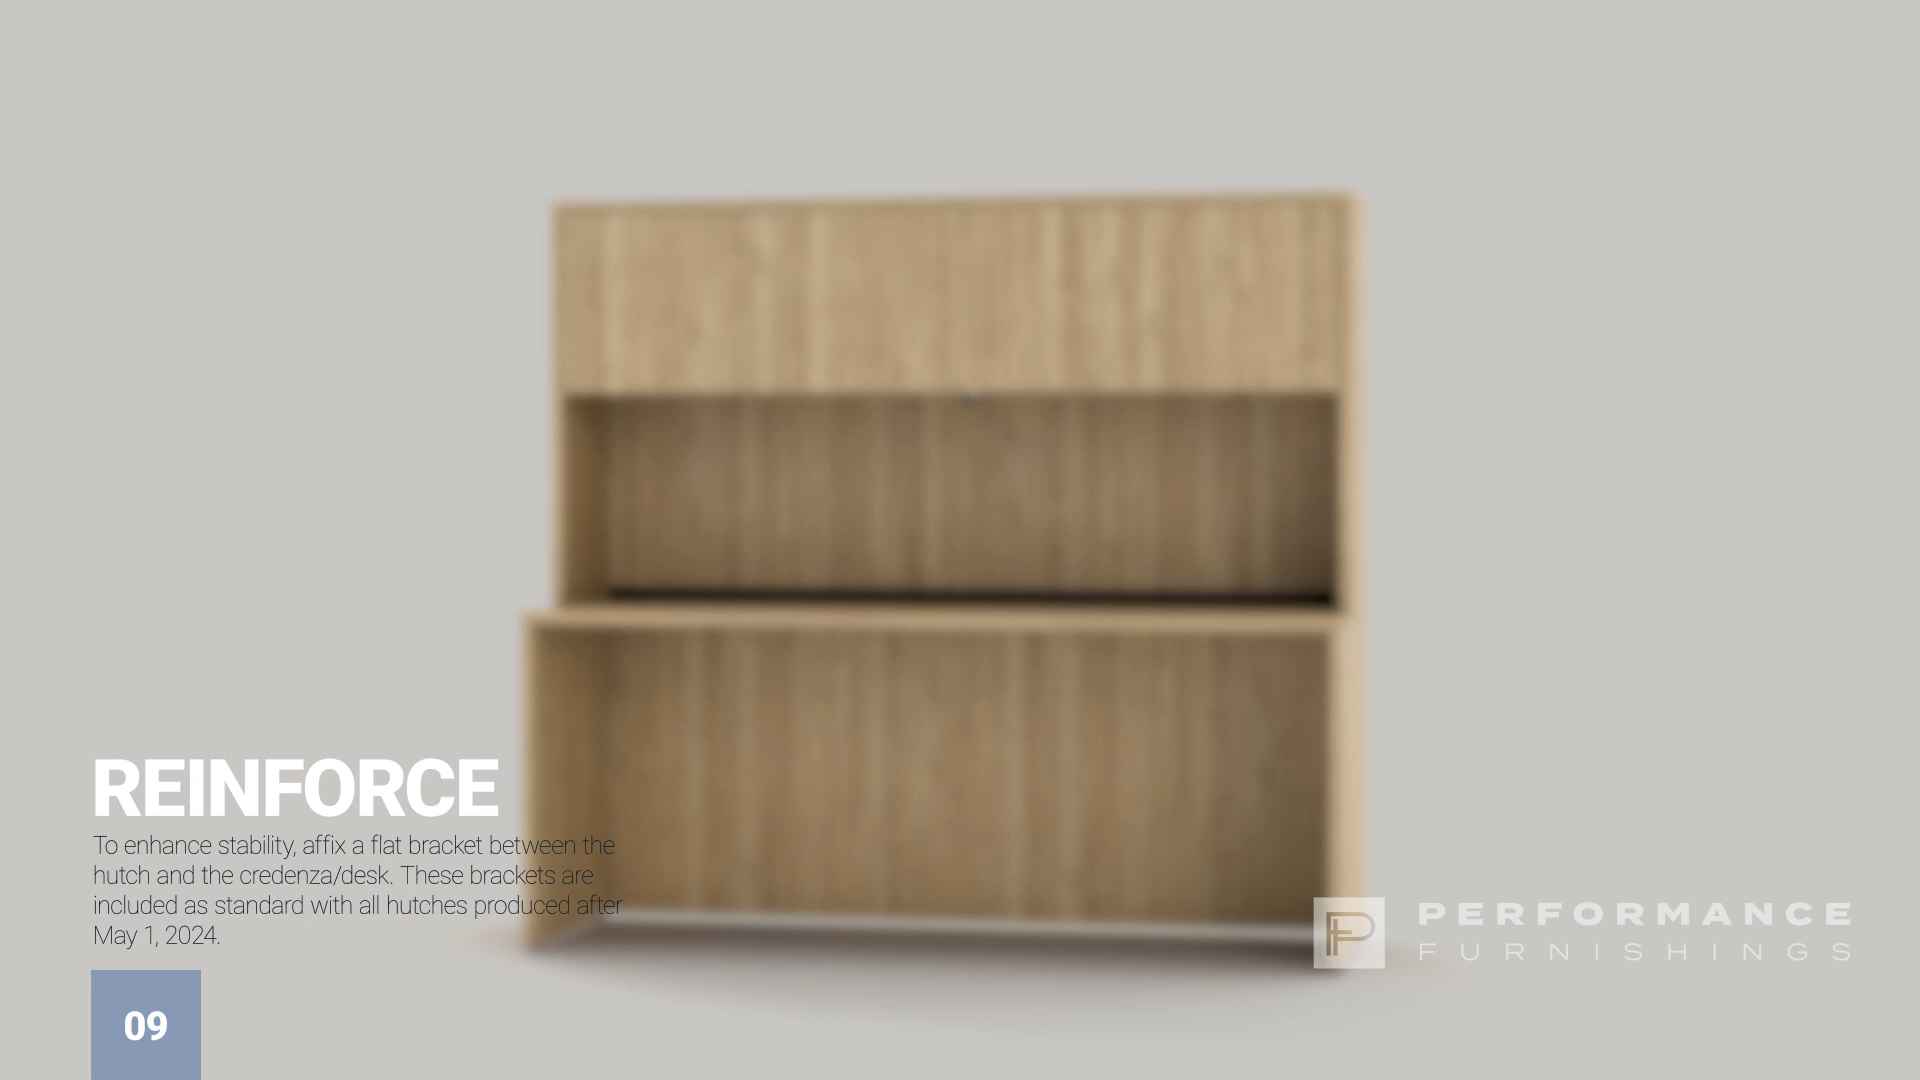 REINFORCE
To enhance stability, affix a flat bracket between the
hutch and the credenza/desk. These brackets are
included as standard with all hutches produced after
May 1, 2024.
09
PERFORMANCE
FURNISHINGS